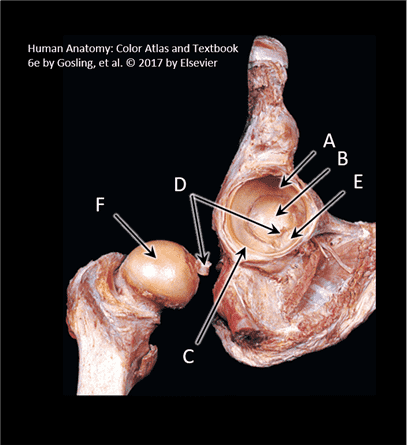 Human Anatomy: Color Atlas and Textbook
6e by Gosling, et al. © 2017 by Elsevier
A
B
E
D
F
C